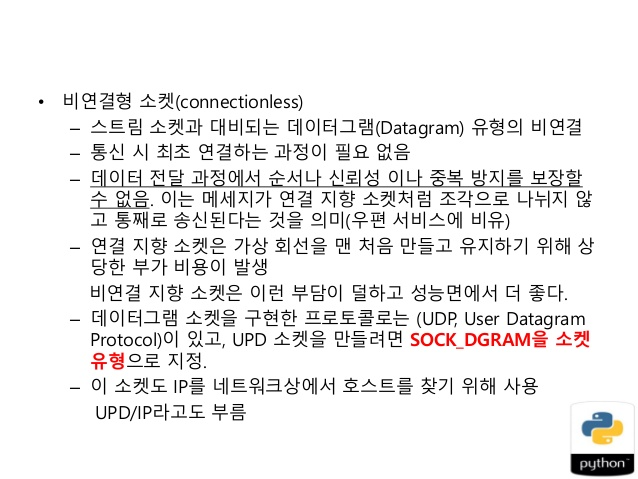 • 비연결형 소켓(connectionless)
– 스트림 소켓과 대비되는 데이터그램(Datagram) 유형의 비연결
– 통신 시 최초 연결하는 과정이 필요 없음
– 데이터 전달 과정에서 순서나 신뢰성 이나 중복 방지를 보장할
수 없음. 이는 메세지가 연결 지향 소켓처럼 조각으로 나뉘지 않
고 통째로 송신된다는 것을 의미(우편 서비스에 비유)
– 연결 지향 소켓은 가상 회선을 맨 처음 만들고 유지하기 위해 상
당한 부가 비용이 발생
비연결 지향 소켓은 이런 부담이 덜하고 성능면에서 더 좋다.
– 데이터그램 소켓을 구현한 프로토콜로는 (UDP, User Datagram
Protocol)이 있고, UPD 소켓을 만들려면 SOCK_DGRAM을 소켓
유형으로 지정.
– 이 소켓도 IP를 네트워크상에서 호스트를 찾기 위해 사용
UPD/IP라고도 부름
python™